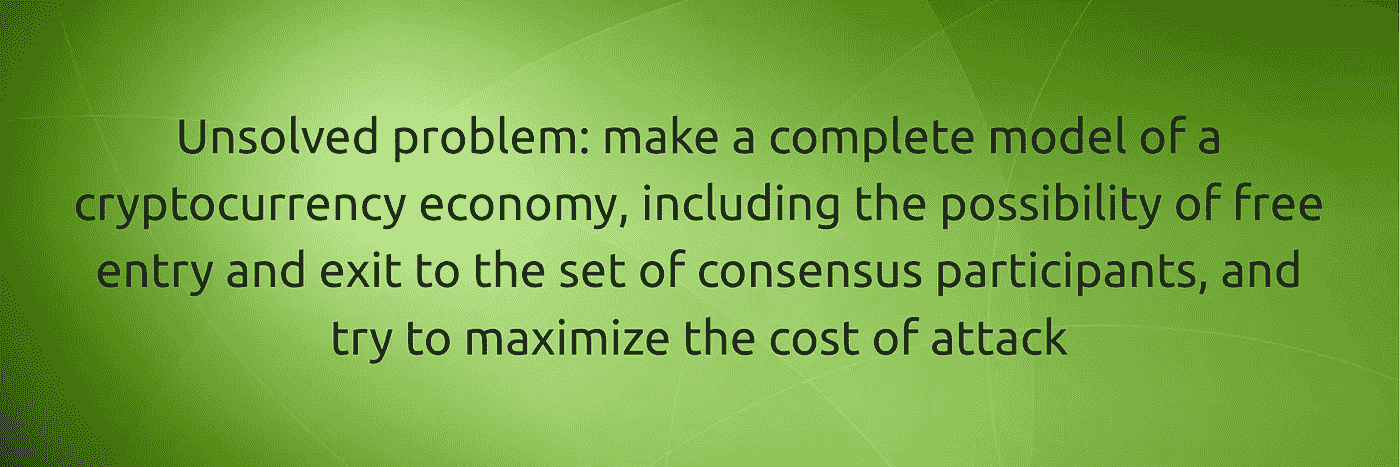 Unsolved problem: make a complete model of a
cryptocurrency economy, including the possibility of free
entry and exit to the set of consensus participants, and
try to maximize the cost of attack